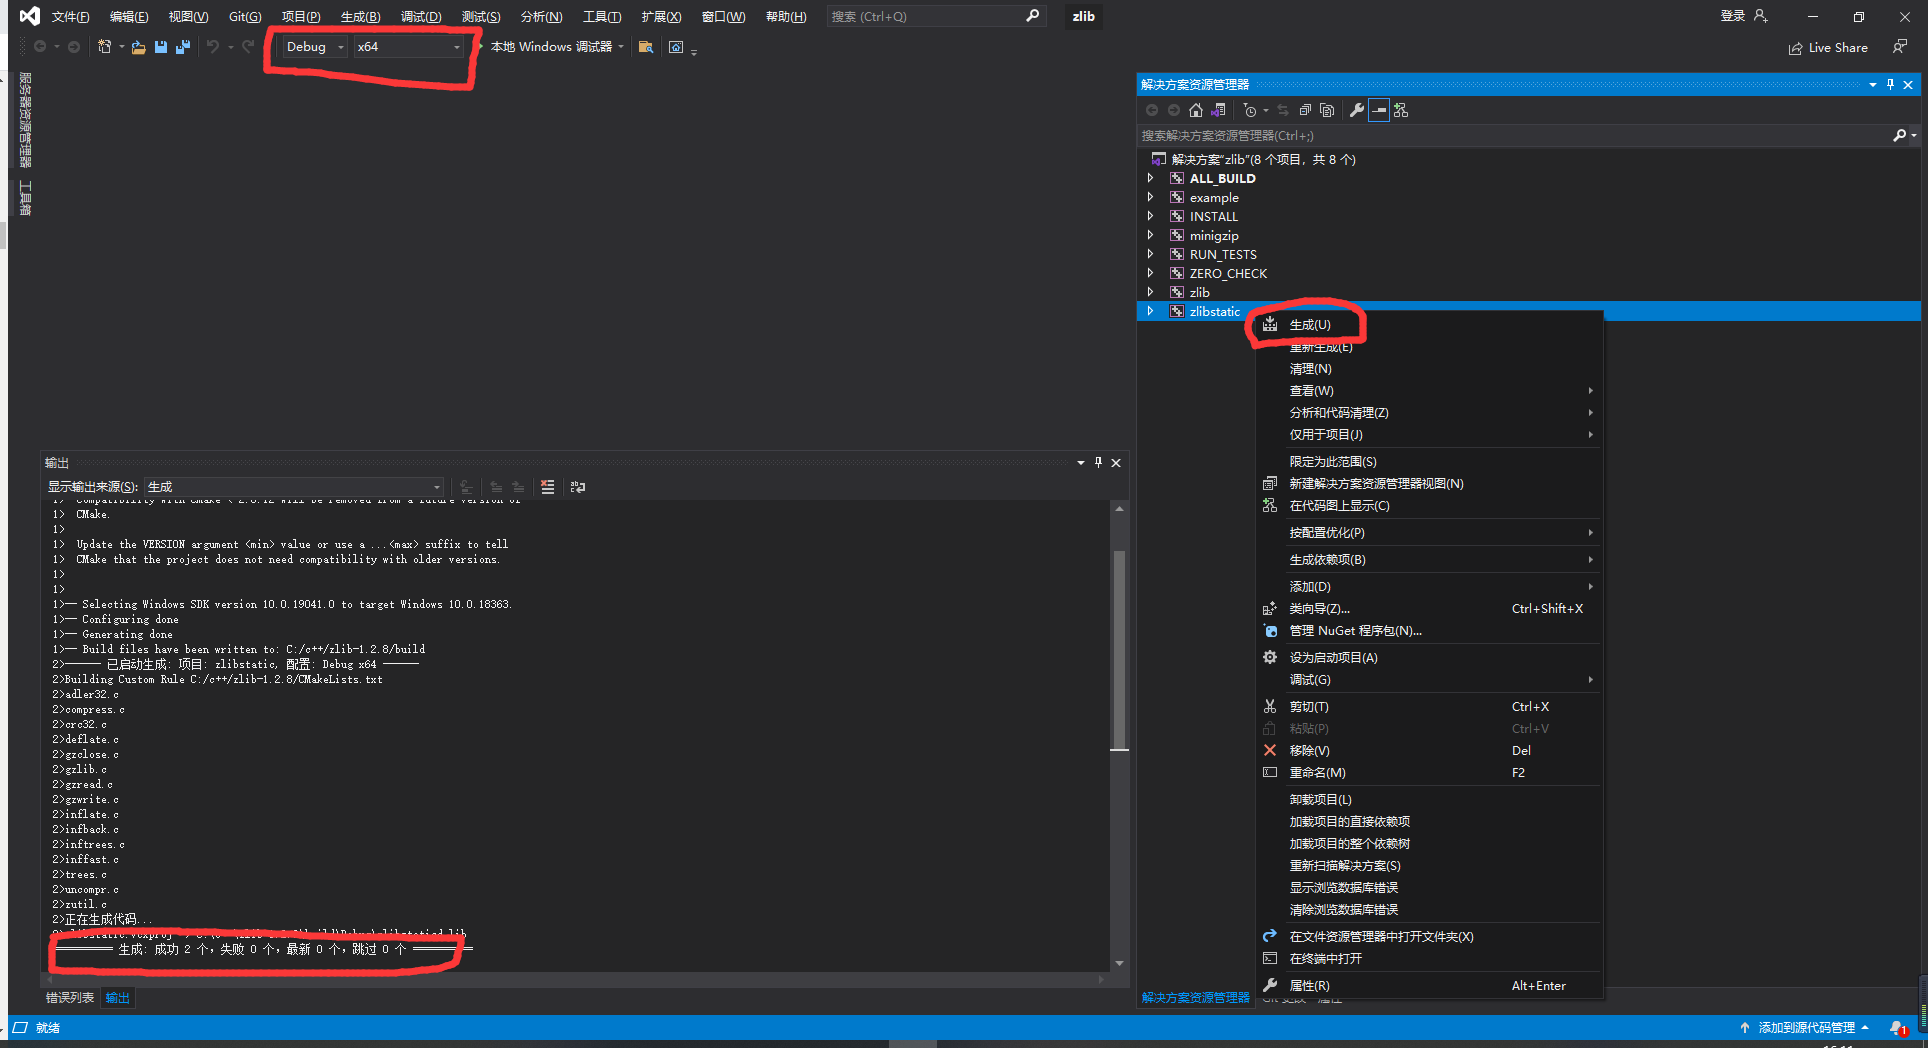 文件(F) 编辑(E) 视图(V) Git(G) 项目(P) 生成(B) 调试(D) 测试(S) 分析(N) 工具(T) 扩展(X) 窗口(W) 帮助(H) 搜索 (Ctrl+Q) zlib 登录
Debug x64 本地 Windows 调试器 Live Share
服务器资源管理器
工具箱
解决方案资源管理器
搜索解决方案资源管理器(Ctrl+;)
解决方案"zlib"(8 个项目，共 8 个)
ALL_BUILD
example
INSTALL
minigzip
RUN_TESTS
ZERO_CHECK
zlib
zlibstatic
生成(U)
重新生成(E)
清理(N)
查看(W)
分析和代码清理(Z)
仅用于项目(J)
限定为此范围(S)
新建解决方案资源管理器视图(N)
在代码图上显示(C)
按配置优化(P)
生成依赖项(B)
添加(D)
类向导(Z)... Ctrl+Shift+X
管理 NuGet 程序包(N)...
设为启动项目(A)
调试(G)
剪切(T) Ctrl+X
粘贴(P) Ctrl+V
移除(V) Del
重命名(M) F2
卸载项目(L)
加载项目的直接依赖项
加载项目的整个依赖树
重新扫描解决方案(S)
显示浏览数据库错误
清除浏览数据库错误
在文件资源管理器中打开文件夹(X)
在终端中打开
属性(R) Alt+Enter
解决方案资源管理器 Git 更改 属性
输出
显示输出来源(S): 生成
1>  Compatibility with CMake < 2.8.12 will be removed from a future version of
1>  CMake.
1>
1>  Update the VERSION argument <min> value or use a ...<max> suffix to tell
1>  CMake that the project does not need compatibility with older versions.
1>
1>
1>-- Selecting Windows SDK version 10.0.19041.0 to target Windows 10.0.18363.
1>-- Configuring done
1>-- Generating done
1>-- Build files have been written to: C:/c++/zlib-1.2.8/build
2>------ 已启动生成: 项目: zlibstatic, 配置: Debug x64 ------
2>Building Custom Rule C:/c++/zlib-1.2.8/CMakeLists.txt
2>adler32.c
2>compress.c
2>crc32.c
2>deflate.c
2>gzclose.c
2>gzlib.c
2>gzread.c
2>gzwrite.c
2>inflate.c
2>infback.c
2>inftrees.c
2>inffast.c
2>trees.c
2>uncompr.c
2>zutil.c
2>正在生成代码...
2>zlibstatic.vcxproj -> C:\c++\zlib-1.2.8\build\Debug\zlibstaticd.lib
========== 生成: 成功 2 个，失败 0 个，最新 0 个，跳过 0 个 ==========
错误列表 输出
就绪 添加到源代码管理 1